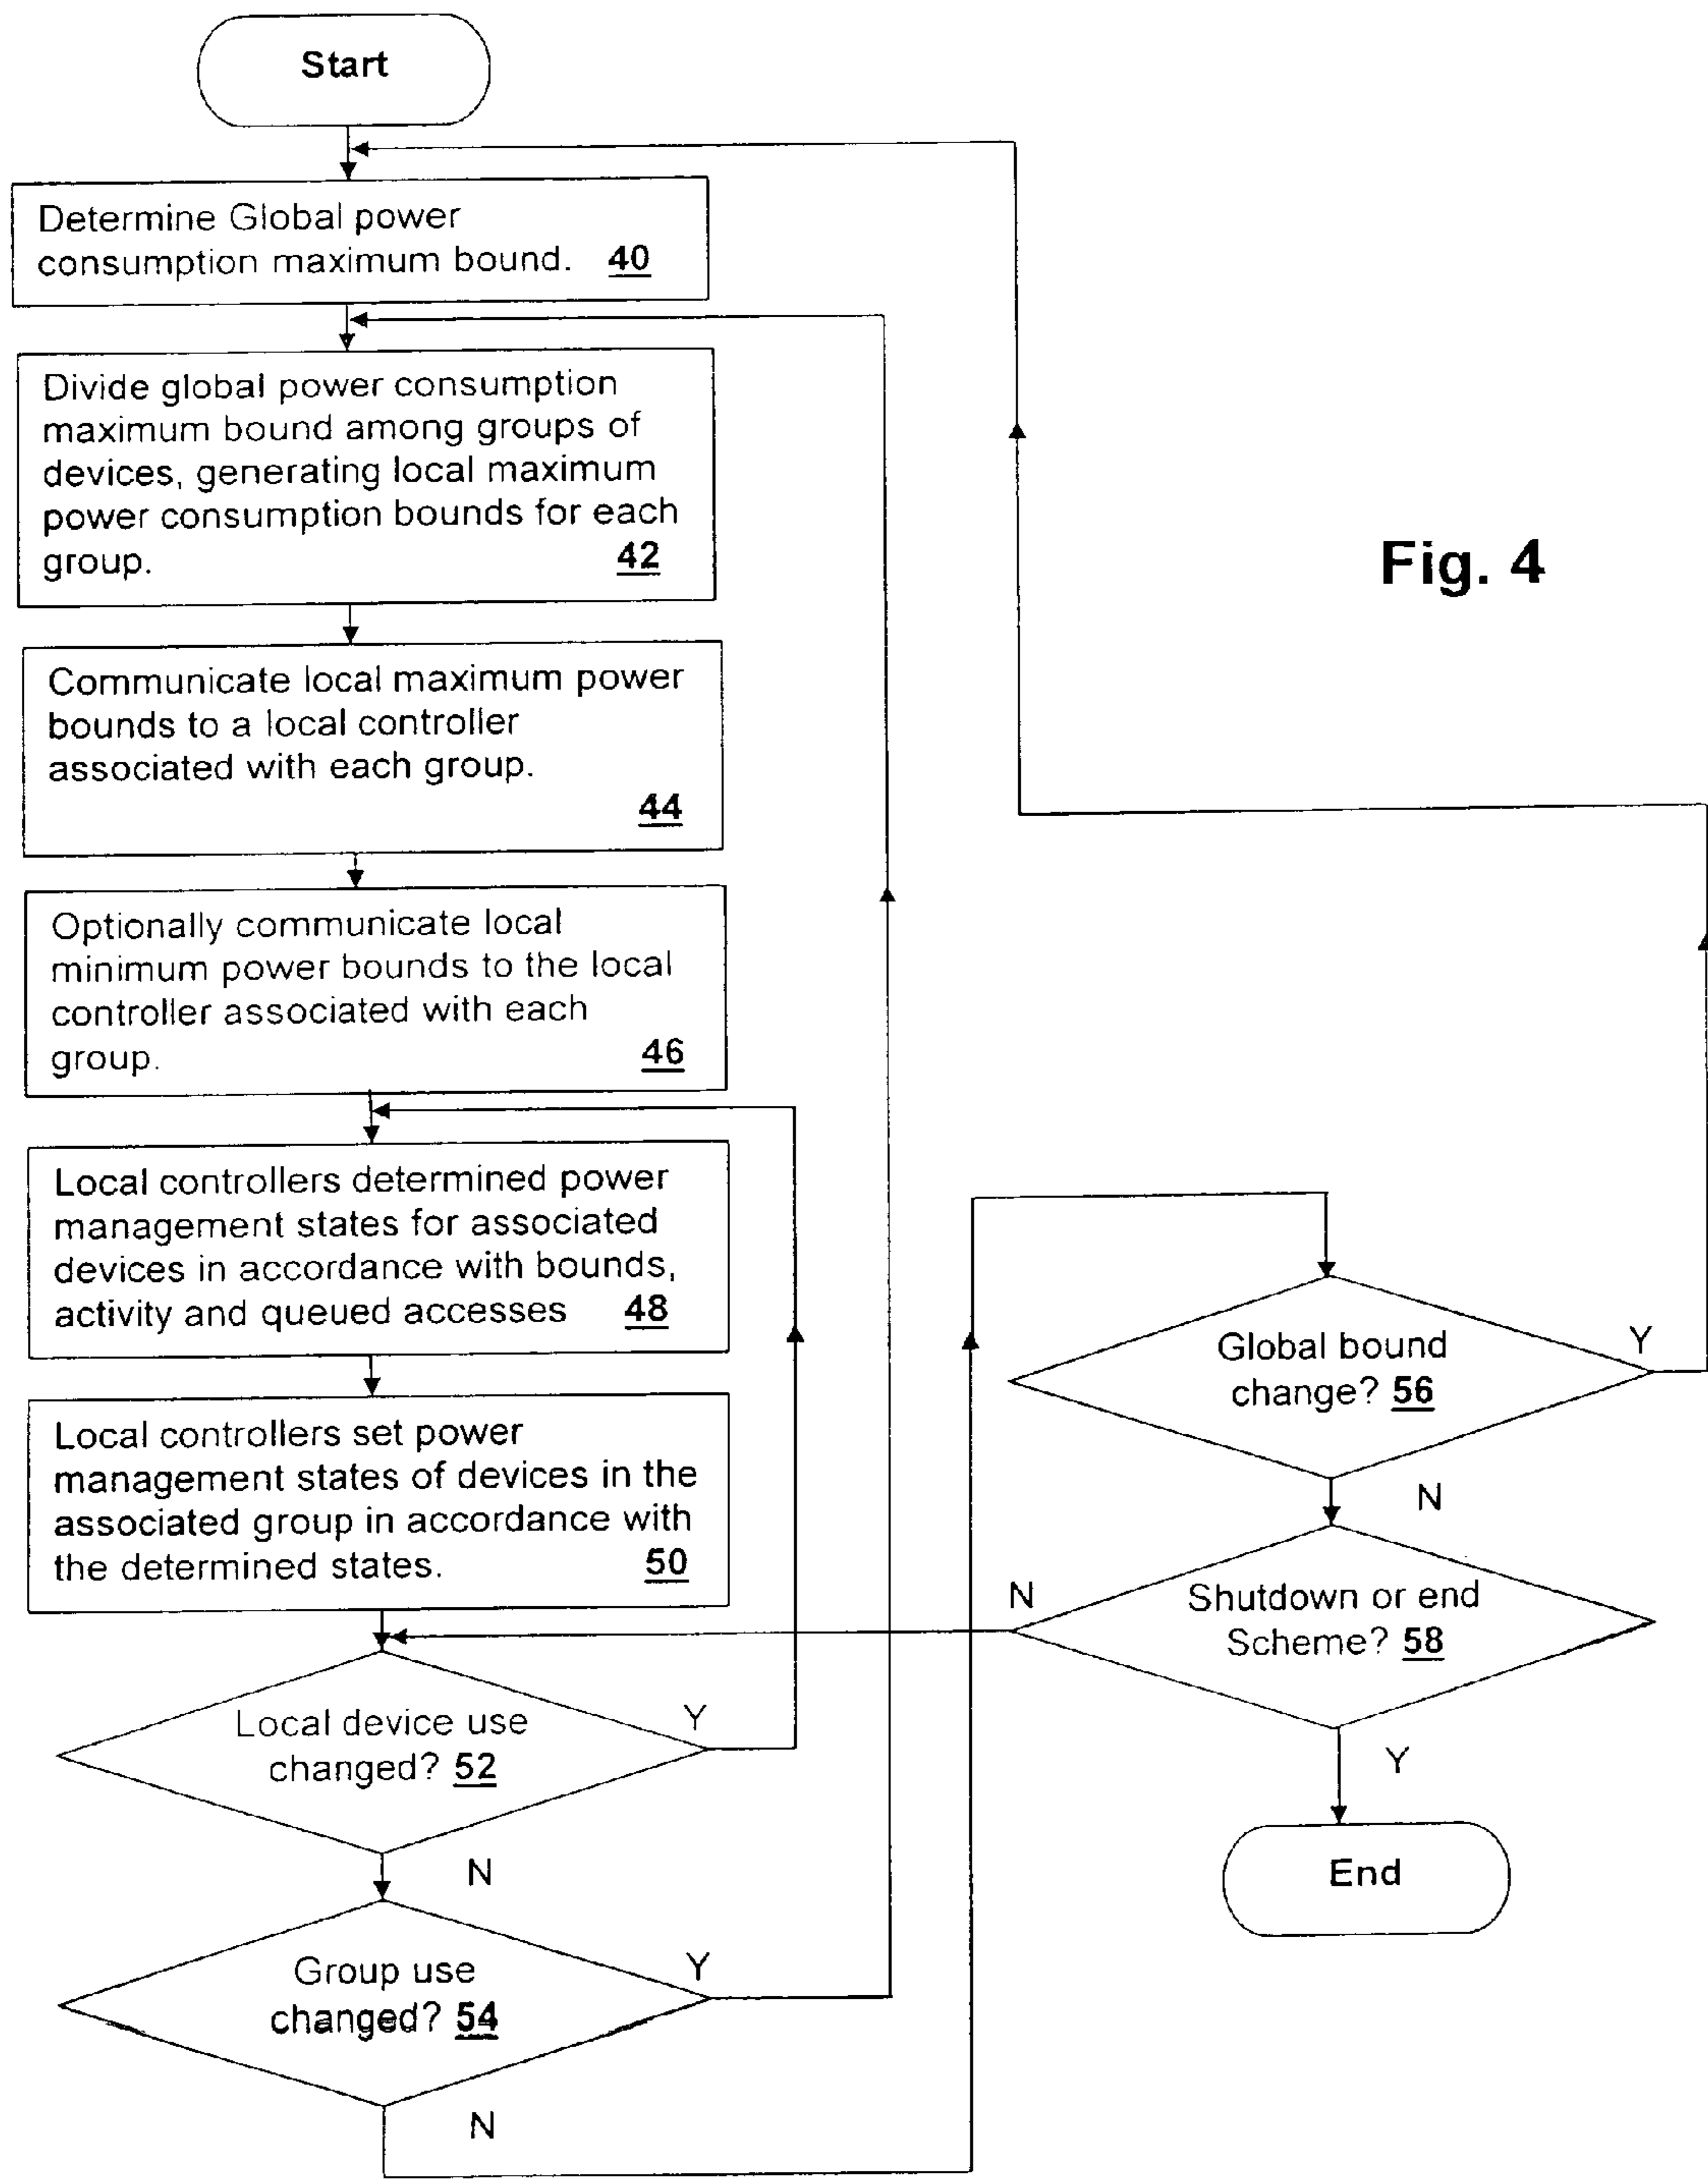 Start
Determine Global power
consumption maximum bound. 40
Divide global power consumption
maximum bound among groups of
devices, generating local maximum
power consumption bounds for each
group. 42
Communicate local maximum power
bounds to a local controller
associated with each group.
44
Optionally communicate local
minimum power bounds to the local
controller associated with each
group. 46
Local controllers determined power
management states for associated
devices in accordance with bounds,
activity and queued accesses 48
Local controllers set power
management states of devices in the
associated group in accordance with
the determined states. 50
Local device use
changed? 52
Y
N
Group use
changed? 54
Y
N
Fig. 4
Global bound
change? 56
Y
N
Shutdown or end
Scheme? 58
N
Y
End